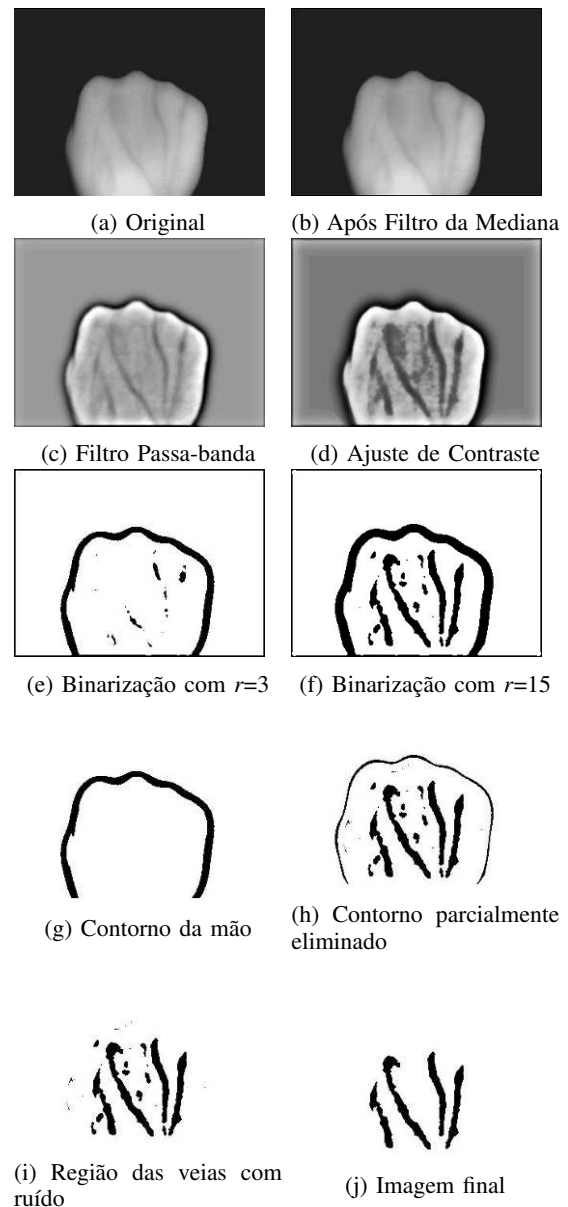 (a) Original
(b) Após Filtro da Mediana
(c) Filtro Passa-banda
(d) Ajuste de Contraste
(e) Binarização com r=3
(f) Binarização com r=15
(g) Contorno da mão
(h) Contorno parcialmente
eliminado
(i) Região das veias com
ruído
(j) Imagem final